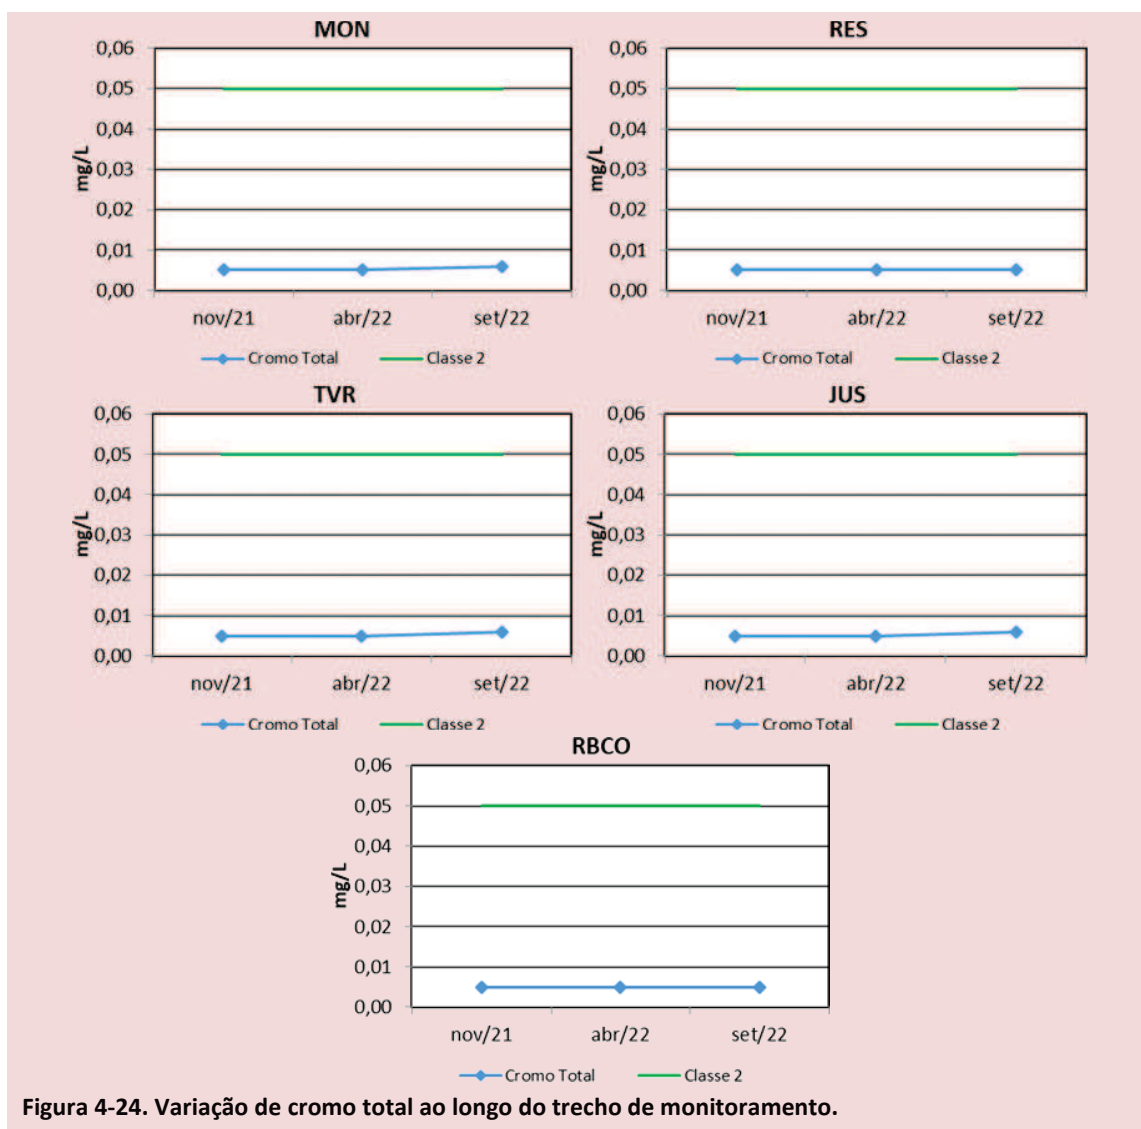 MON
0,06
0,05
0,04
0,03
0,02
0,01
0,00
mg/L
nov/21 abr/22 set/22
Cromo Total Classe 2
RES
0,06
0,05
0,04
0,03
0,02
0,01
0,00
mg/L
nov/21 abr/22 set/22
Cromo Total Classe 2
TVR
0,06
0,05
0,04
0,03
0,02
0,01
0,00
mg/L
nov/21 abr/22 set/22
Cromo Total Classe 2
JUS
0,06
0,05
0,04
0,03
0,02
0,01
0,00
mg/L
nov/21 abr/22 set/22
Cromo Total Classe 2
RBCO
0,06
0,05
0,04
0,03
0,02
0,01
0,00
mg/L
nov/21 abr/22 set/22
Cromo Total Classe 2
Figura 4-24. Variação de cromo total ao longo do trecho de monitoramento.